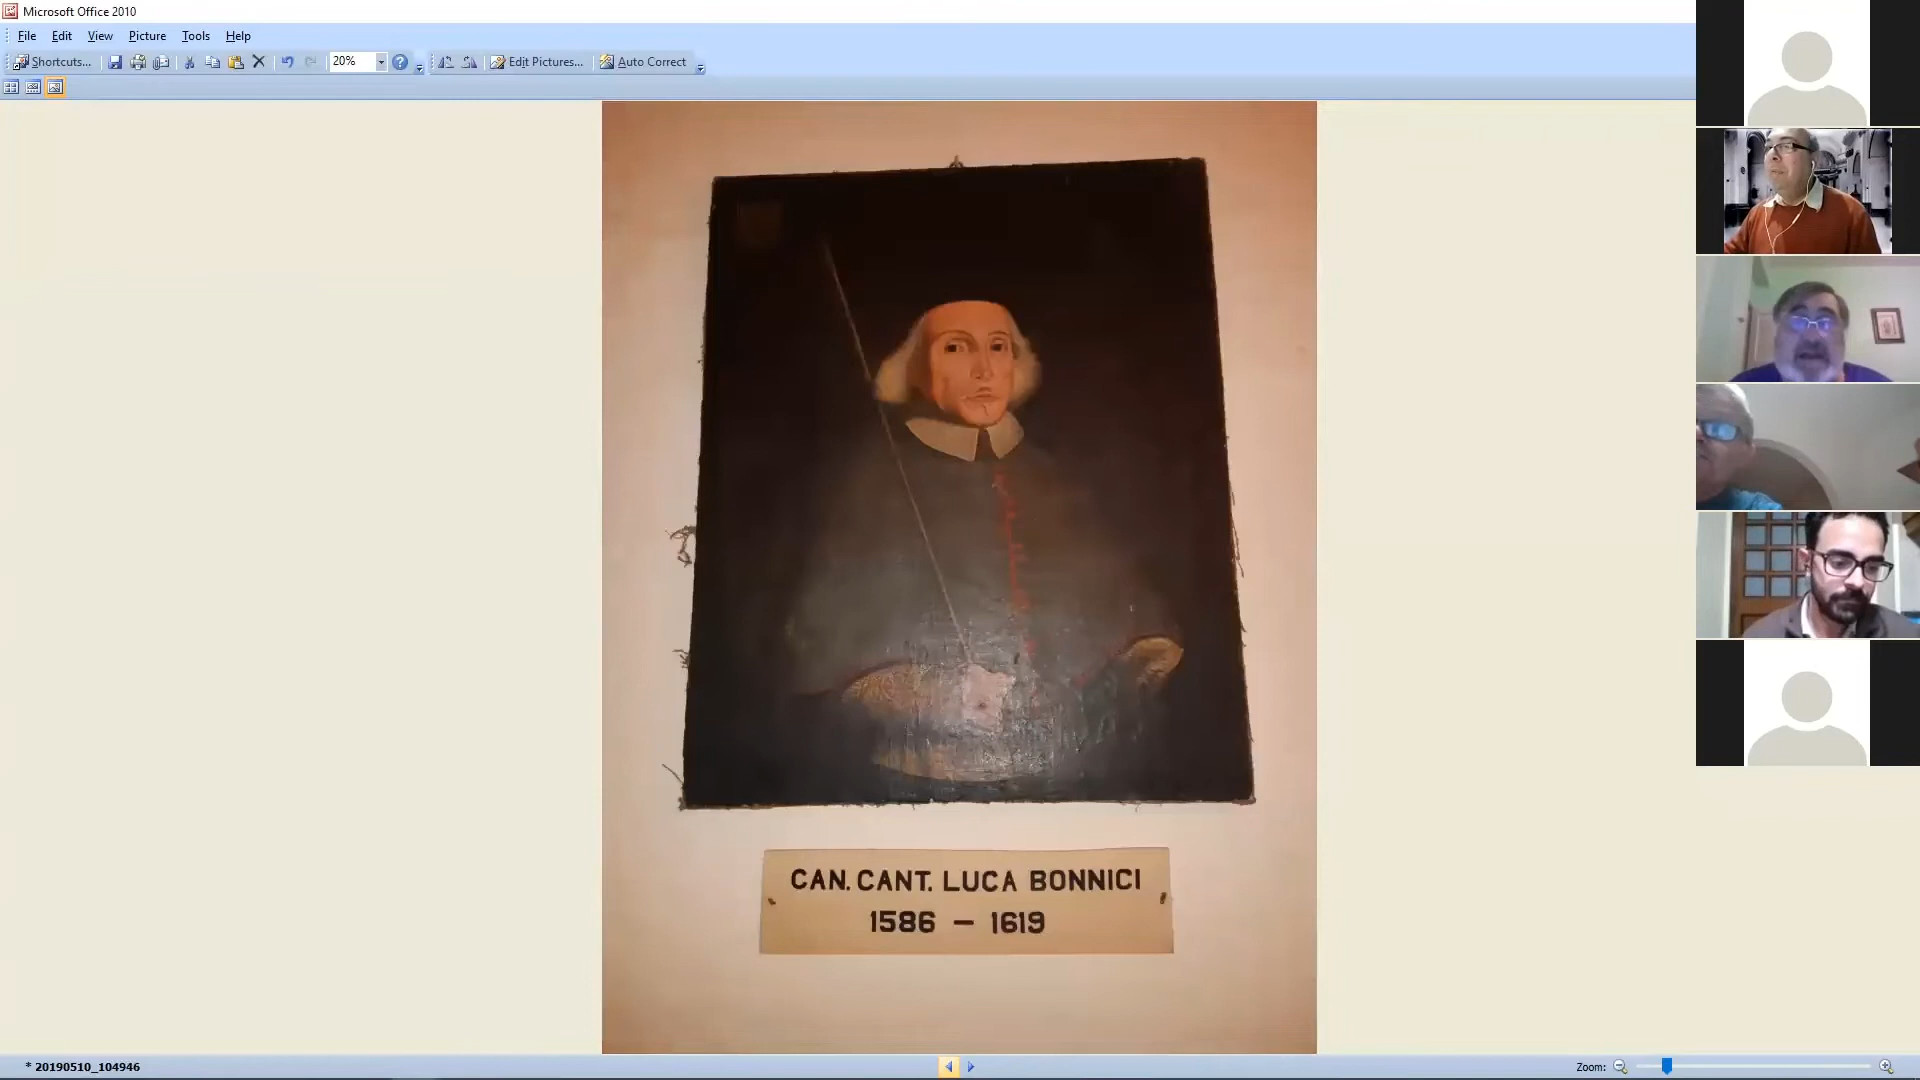 Microsoft Office 2010
File Edit View Picture Tools Help
Shortcuts... 20% Edit Pictures... Auto Correct
CAN. CANT. LUCA BONNICI
1586 – 1619
* 20190510_104946 Zoom: